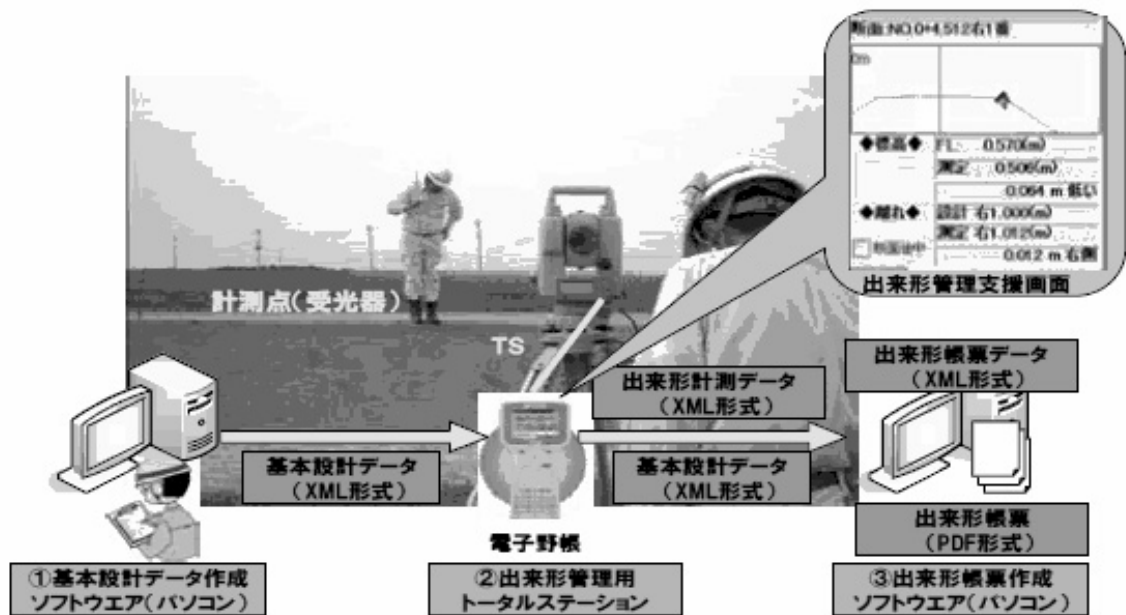 断面:NO.0+4.512右1番
0m
◆標高◆ FL 0.570(m)
測定 0.506(m)
0.064 m 低い
◆離れ◆ 設計 右1.000(m)
測定 右1.012(m)
0.012 m 右側
出来形管理支援画面
計測点(受光器)
TS
出来形計測データ
(XML形式)
出来形帳票データ
(XML形式)
基本設計データ
(XML形式)
基本設計データ
(XML形式)
電子野帳
出来形帳票
(PDF形式)
①基本設計データ作成
ソフトウエア(パソコン)
②出来形管理用
トータルステーション
③出来形帳票作成
ソフトウエア(パソコン)